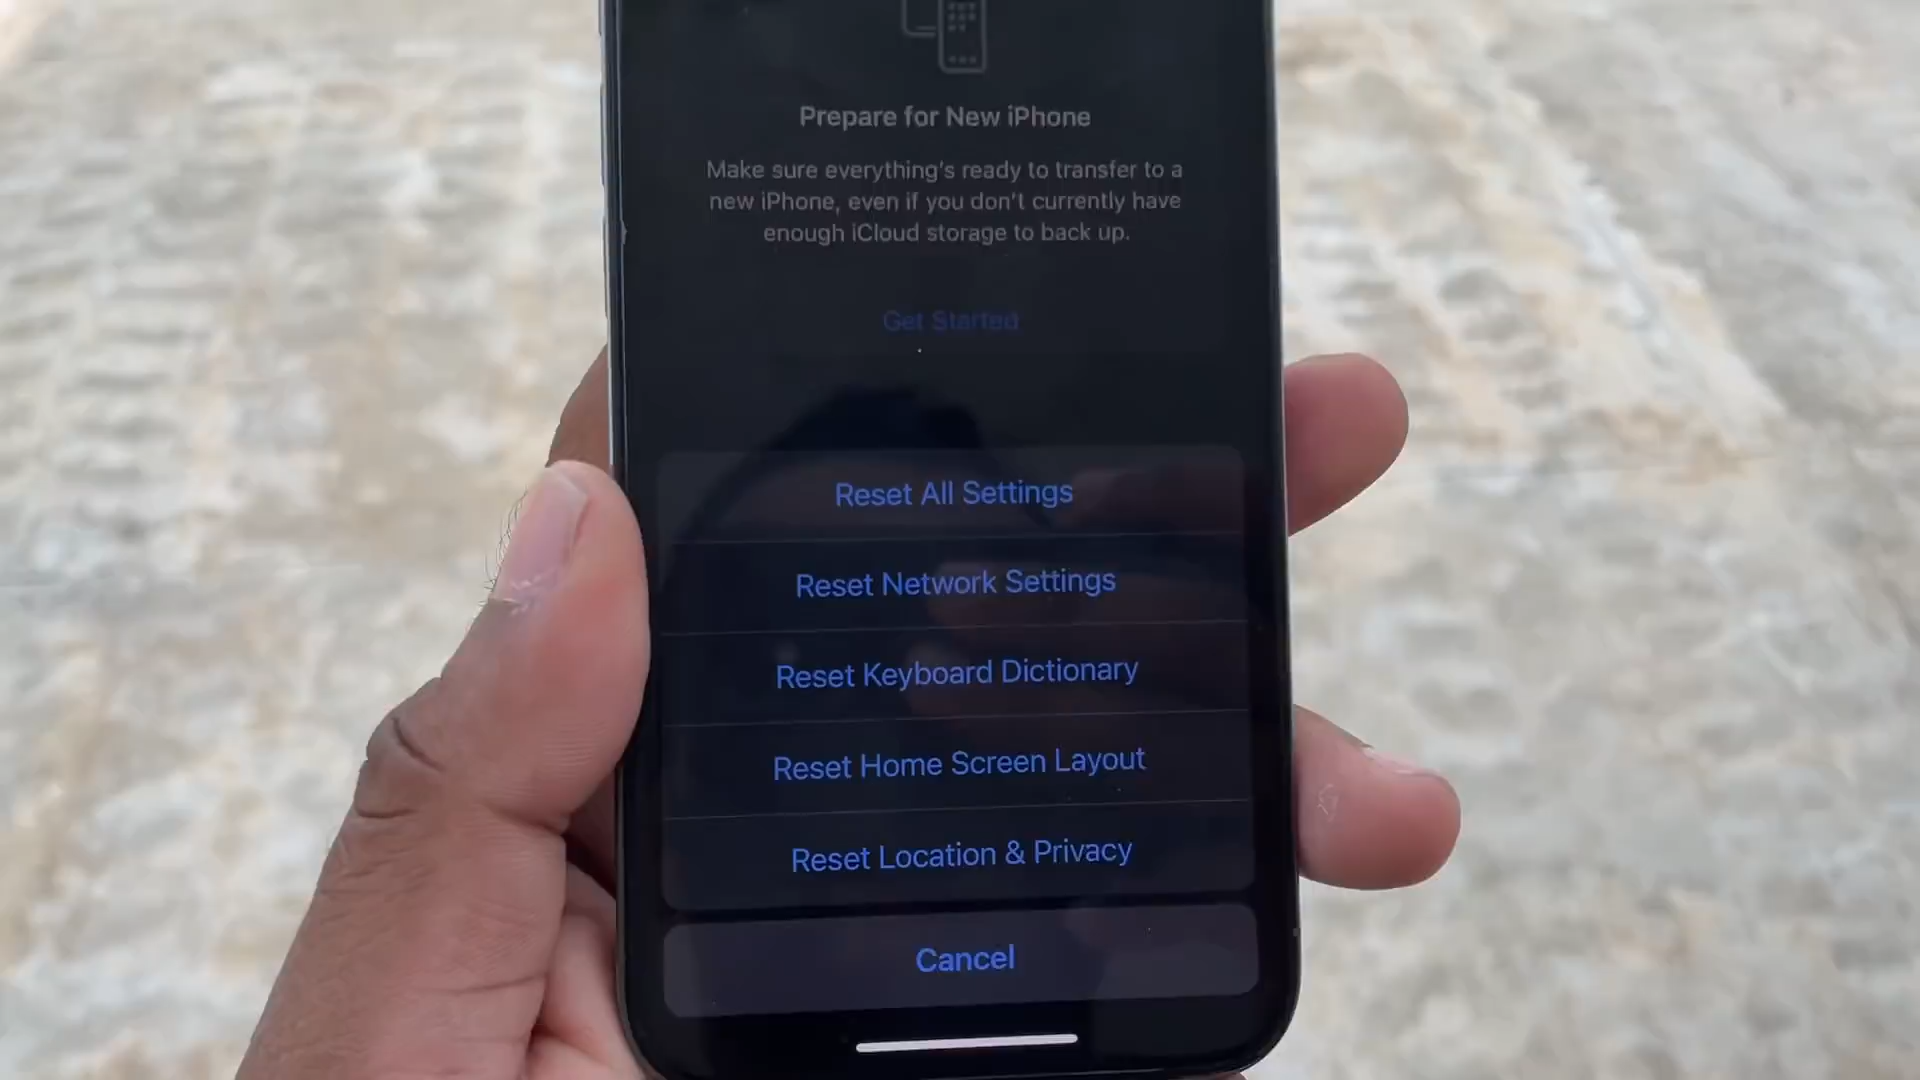 Prepare for New iPhone
Make sure everything's ready to transfer to a
new iPhone, even if you don't currently have
enough iCloud storage to back up.
Get Started
Reset All Settings
Reset Network Settings
Reset Keyboard Dictionary
Reset Home Screen Layout
Reset Location & Privacy
Cancel